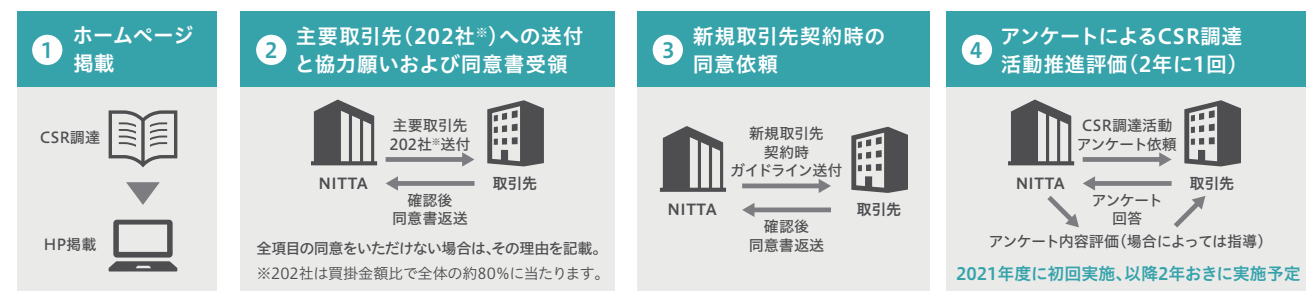 1 ホームページ
掲載
CSR調達
HP掲載
2 主要取引先(202社※)への送付
と協力願いおよび同意書受領
主要取引先
202社※送付
NITTA
取引先
確認後
同意書返送
全項目の同意をいただけない場合は、その理由を記載。
※202社は買掛金額比で全体の約80%に当たります。
3 新規取引先契約時の
同意依頼
新規取引先
契約時
ガイドライン送付
NITTA
取引先
確認後
同意書返送
4 アンケートによるCSR調達
活動推進評価(2年に1回)
CSR調達活動
アンケート依頼
NITTA
取引先
アンケート
回答
アンケート内容評価(場合によっては指導)
2021年度に初回実施、以降2年おきに実施予定